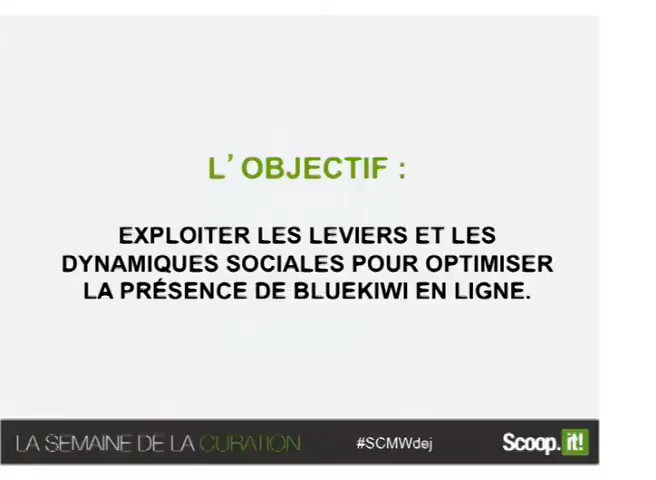 L'OBJECTIF :
EXPLOITER LES LEVIERS ET LES
DYNAMIQUES SOCIALES POUR OPTIMISER
LA PRÉSENCE DE BLUEKIWI EN LIGNE.
LA SEMAINE DE LA CURATION #SCMWdej Scoop.it!